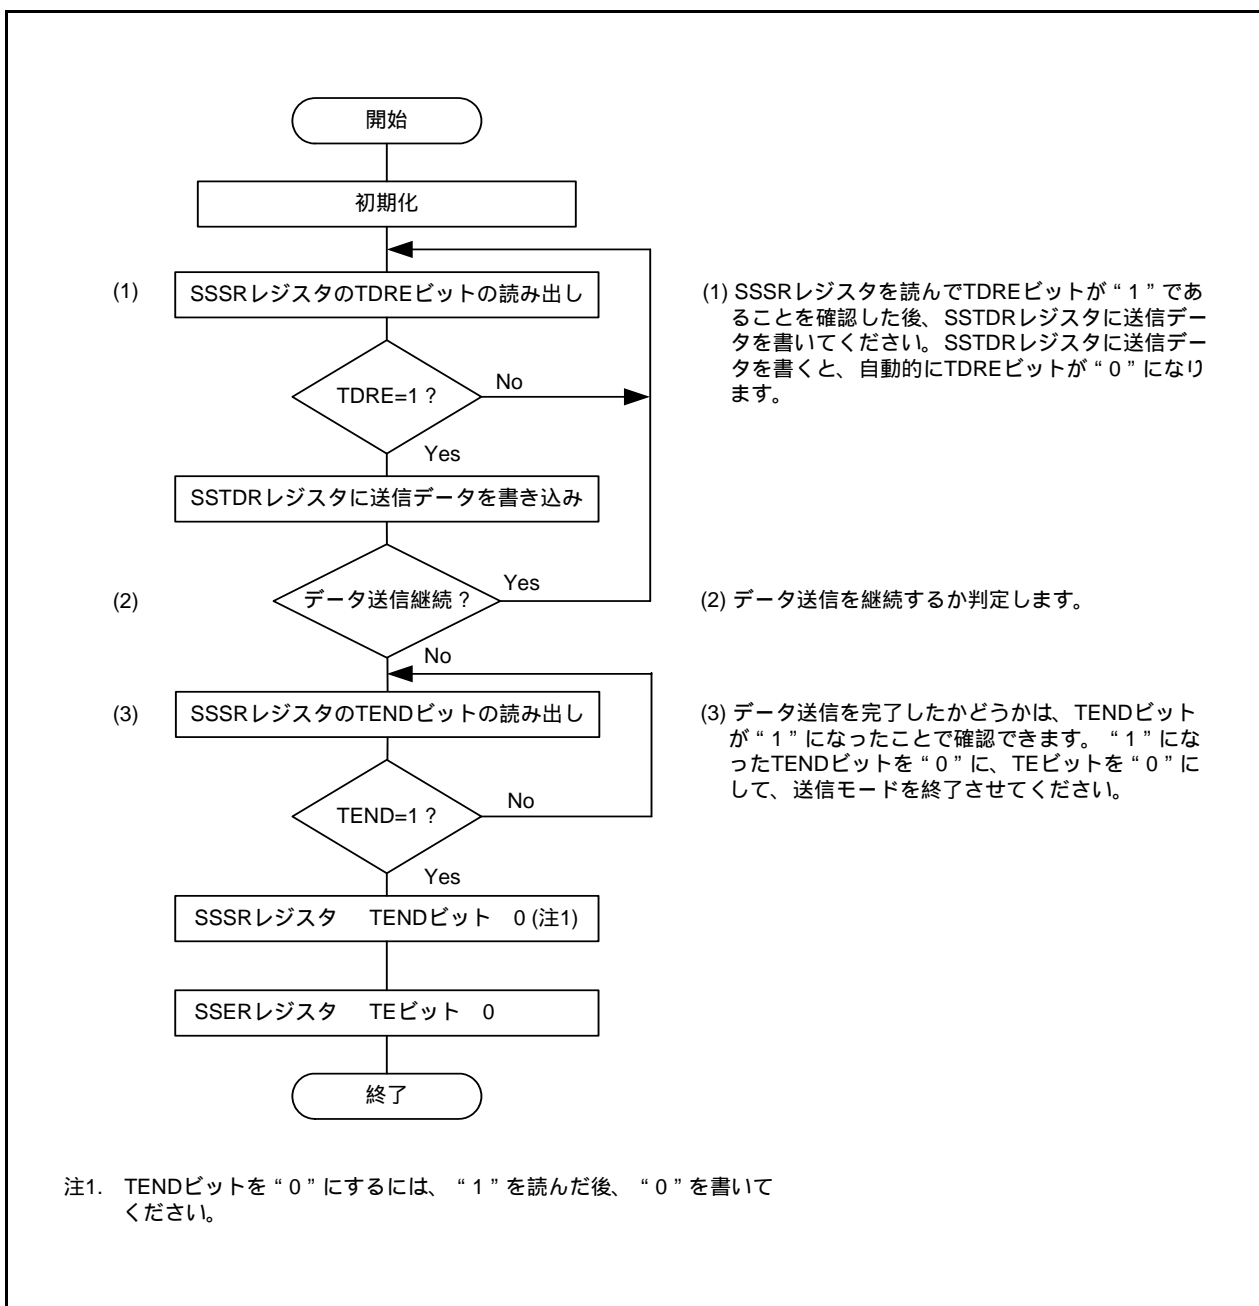 開始
初期化
(1)
SSSRレジスタのTDREビットの読み出し
(1) SSSRレジスタを読んでTDREビットが“1”であ
ることを確認した後、SSTDRレジスタに送信デー
タを書いてください。SSTDRレジスタに送信デー
タを書くと、自動的にTDREビットが“0”になり
ます。
TDRE=1 ?
No
Yes
SSTDRレジスタに送信データを書き込み
(2)
データ送信継続 ?
Yes
(2) データ送信を継続するか判定します。
No
(3)
SSSRレジスタのTENDビットの読み出し
(3) データ送信を完了したかどうかは、TENDビット
が“1”になったことで確認できます。“1”にな
ったTENDビットを“0”に、TEビットを“0”に
して、送信モードを終了させてください。
TEND=1 ?
No
Yes
SSSRレジスタ TENDビット 0 (注1)
SSERレジスタ TEビット 0
終了
注1. TENDビットを“0”にするには、“1”を読んだ後、“0”を書いて
ください。